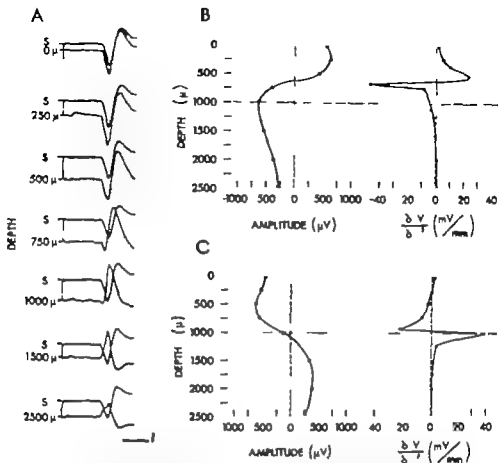 A
S
0 μ
S
250 μ
S
500 μ
S
750 μ
S
1000 μ
S
1500 μ
S
2500 μ
DEPTH
B
0
500
1000
1500
2000
2500
DEPTH (μ)
1000 500 0 500 1000
AMPLITUDE (μV)
-40 -20 0 20 40
(mV/mm)
C
0
500
1000
1500
2000
2500
DEPTH (μ)
1000 500 0 500 1000
AMPLITUDE (μV)
20 0 20 40
(mV/mm)